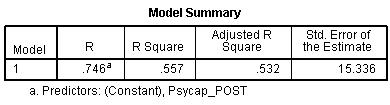 Model Summary
Model R R Square Adjusted R Square Std. Error of the Estimate
1 .746a .557 .532 15.336
a. Predictors: (Constant), Psycap_POST